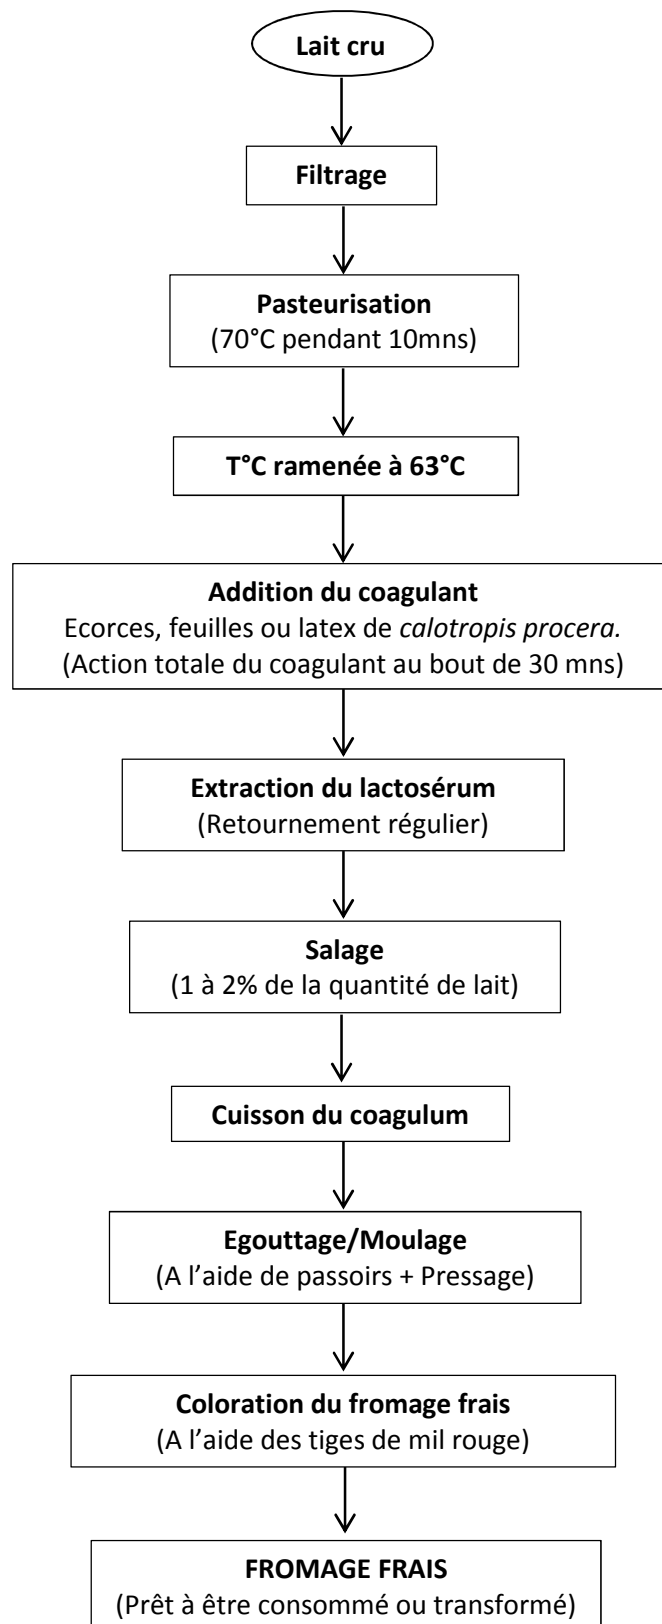 Lait cru
Filtrage
Pasteurisation
(70°C pendant 10mns)
T°C ramenée à 63°C
Addition du coagulant
Ecorces, feuilles ou latex de calotropis procera.
(Action totale du coagulant au bout de 30 mns)
Extraction du lactosérum
(Retournement régulier)
Salage
(1 à 2% de la quantité de lait)
Cuisson du coagulum
Egouttage/Moulage
(A l’aide de passoirs + Pressage)
Coloration du fromage frais
(A l’aide des tiges de mil rouge)
FROMAGE FRAIS
(Prêt à être consommé ou transformé)